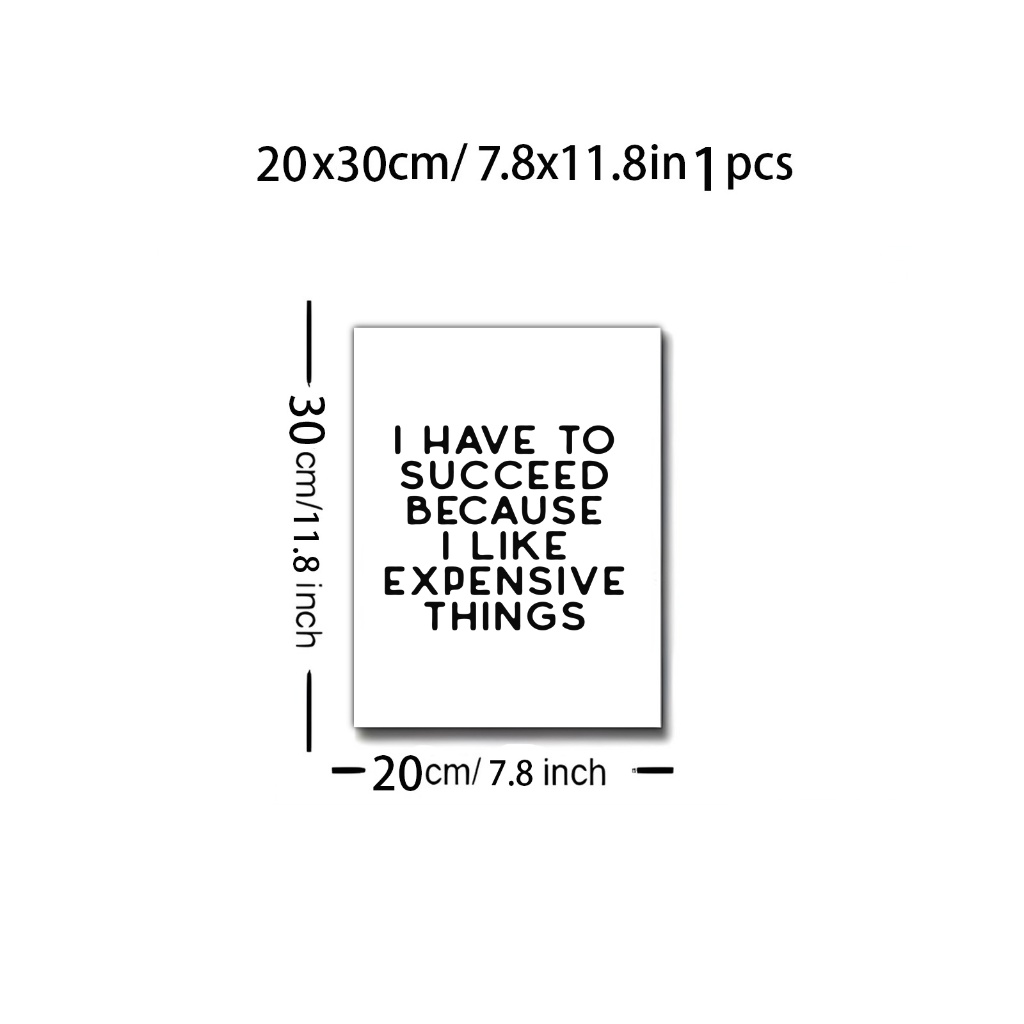 20x30cm/ 7.8x11.8in 1 pcs
30cm/11.8 inch
I HAVE TO
SUCCEED
BECAUSE
I LIKE
EXPENSIVE
THINGS
20cm/ 7.8 inch